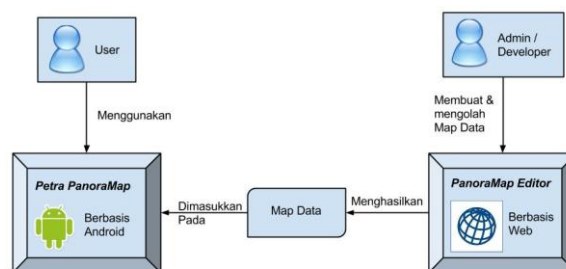 User
Admin /
Developer
Menggunakan
Membuat &
mengolah
Map Data
Petra PanoraMap
Berbasis
Android
Dimasukkan
Pada
Map Data
Menghasilkan
PanoraMap Editor
Berbasis
Web